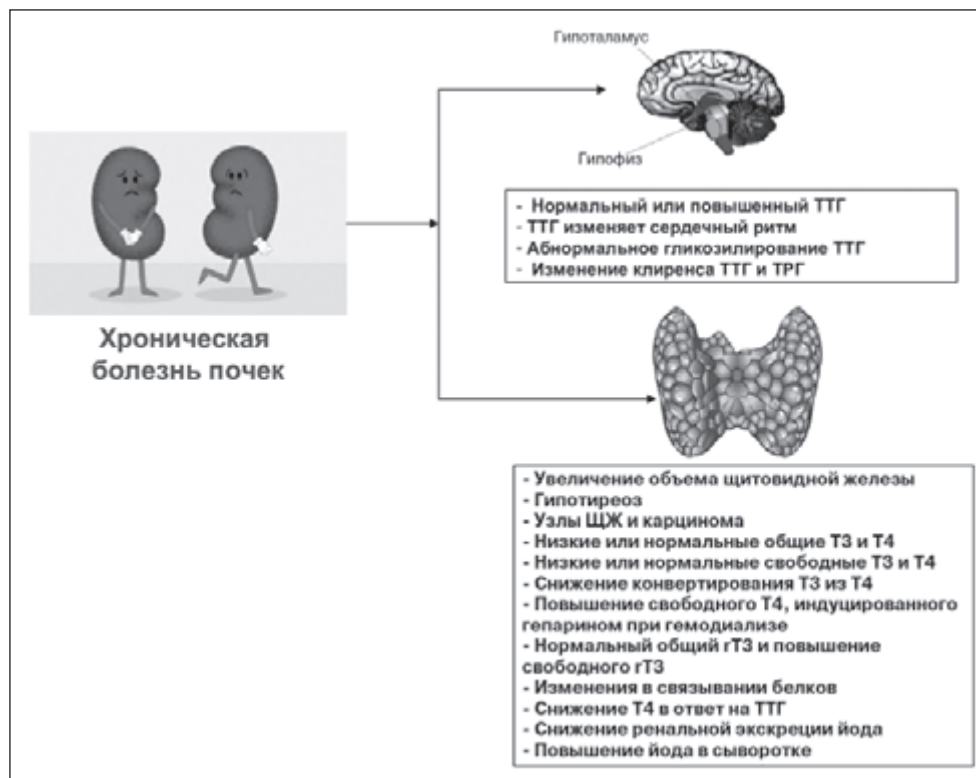 Гипоталамус
Гипофиз
- Нормальный или повышенный ТТГ
- ТТГ изменяет сердечный ритм
- Абнормальное гликозилирование ТТГ
- Изменение клиренса ТТГ и ТРГ
Хроническая
болезнь почек
- Увеличение объема щитовидной железы
- Гипотиреоз
- Узлы ЩЖ и карцинома
- Низкие или нормальные общие Т3 и Т4
- Низкие или нормальные свободные Т3 и Т4
- Снижение конвертирования Т3 из Т4
- Повышение свободного Т4, индуцированного
гепарином при гемодиализе
- Нормальный общий rТ3 и повышение
свободного rТ3
- Изменения в связывании белков
- Снижение Т4 в ответ на ТТГ
- Снижение ренальной экскреции йода
- Повышение йода в сыворотке